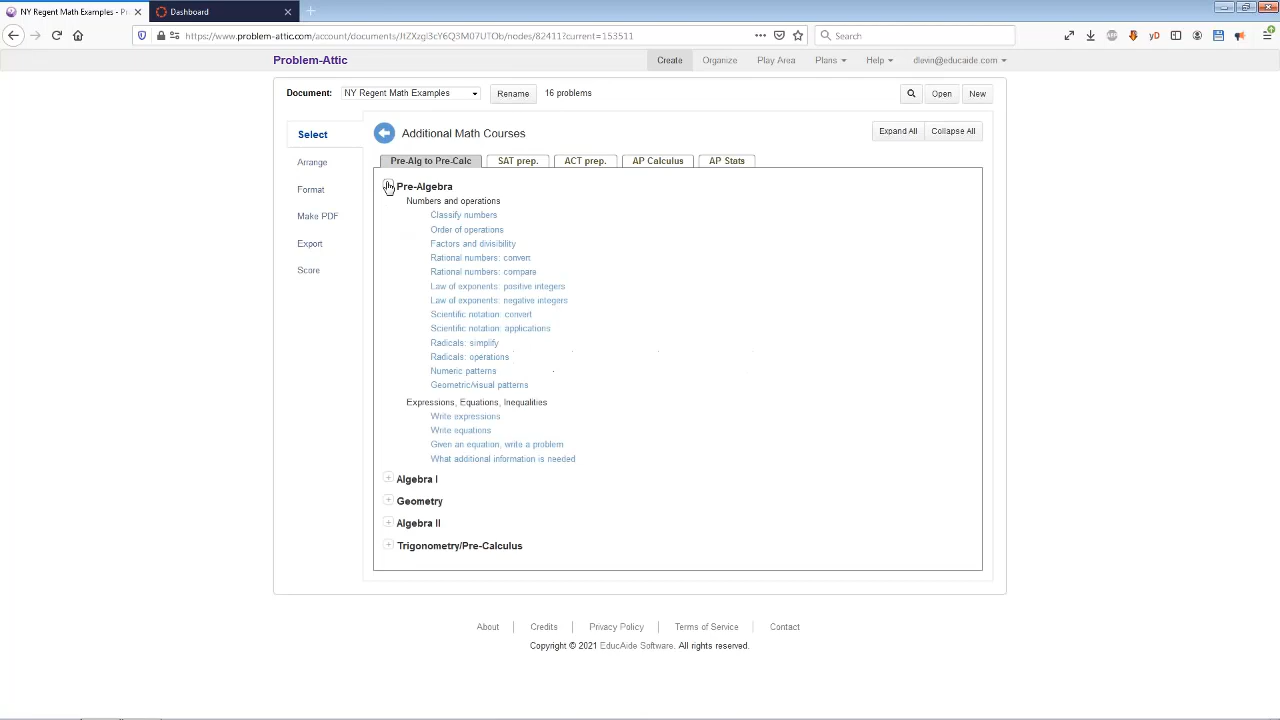 NY Regent Math Examples - Pr
Dashboard
https://www.problem-attic.com/account/documents/JtZXzgi3cY6Q3M07UTOb/nodes/82411?current=153511
Search
Problem-Attic
Create
Organize
Play Area
Plans
Help
dlevin@educaide.com
Document:
NY Regent Math Examples
Rename
16 problems
Open
New
Select
Arrange
Format
Make PDF
Export
Score
Additional Math Courses
Expand All
Collapse All
Pre-Alg to Pre-Calc
SAT prep.
ACT prep.
AP Calculus
AP Stats
Pre-Algebra
Numbers and operations
Classify numbers
Order of operations
Factors and divisibility
Rational numbers: convert
Rational numbers: compare
Law of exponents: positive integers
Law of exponents: negative integers
Scientific notation: convert
Scientific notation: applications
Radicals: simplify
Radicals: operations
Numeric patterns
Geometric/visual patterns
Expressions, Equations, Inequalities
Write expressions
Write equations
Given an equation, write a problem
What additional information is needed
Algebra I
Geometry
Algebra II
Trigonometry/Pre-Calculus
About
Credits
Privacy Policy
Terms of Service
Contact
Copyright © 2021 EducAide Software. All rights reserved.